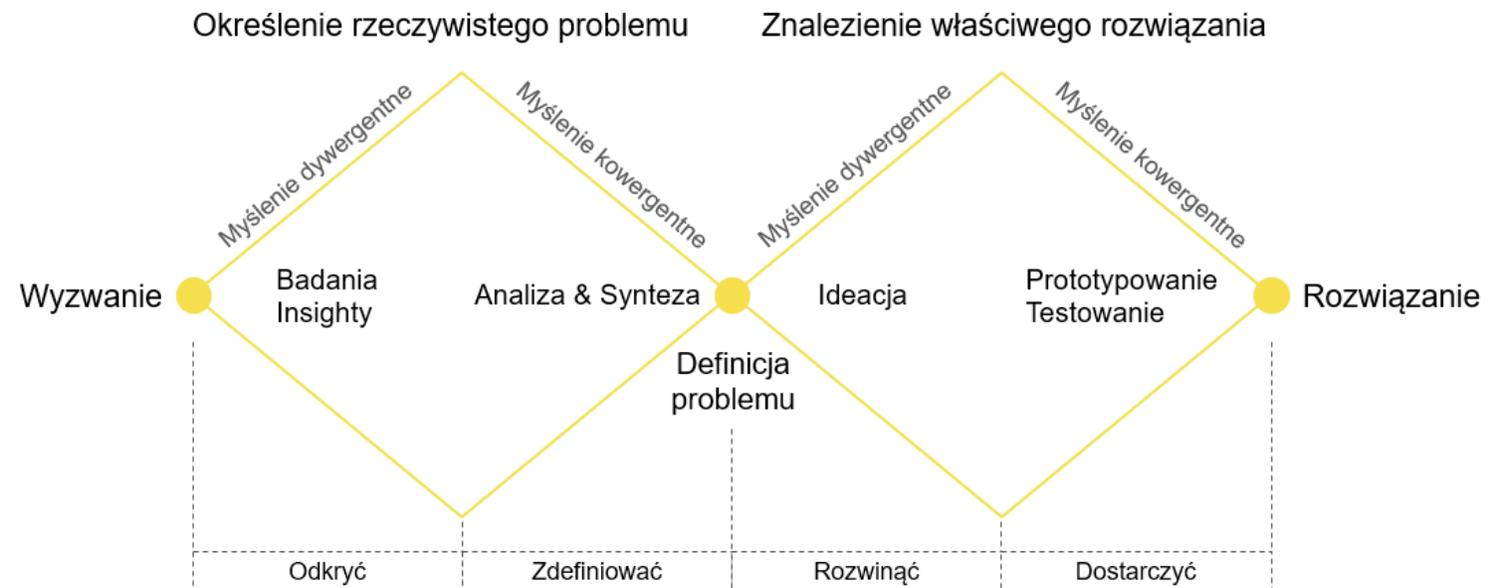 Określenie rzeczywistego problemu
Znalezienie właściwego rozwiązania
Myślenie dywergentne
Myślenie kowergentne
Myślenie dywergentne
Myślenie kowergentne
Wyzwanie
Badania
Insighty
Analiza & Synteza
Definicja
problemu
Ideacja
Prototypowanie
Testowanie
Rozwiązanie
Odkryć
Zdefiniować
Rozwinąć
Dostarczyć